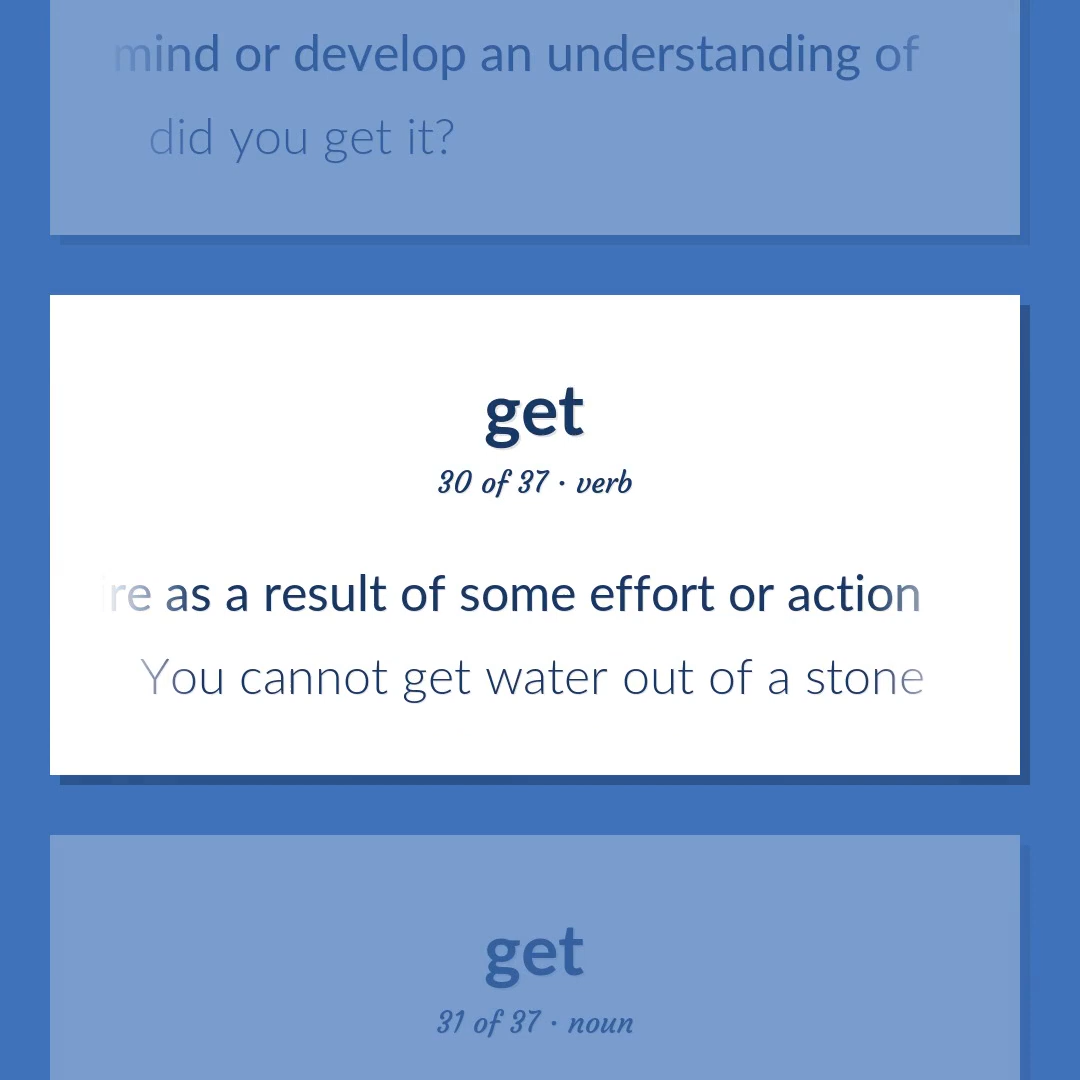 mind or develop an understanding of
did you get it?
get
30 of 37 · verb
as a result of some effort or action
You cannot get water out of a stone
get
31 of 37 · noun